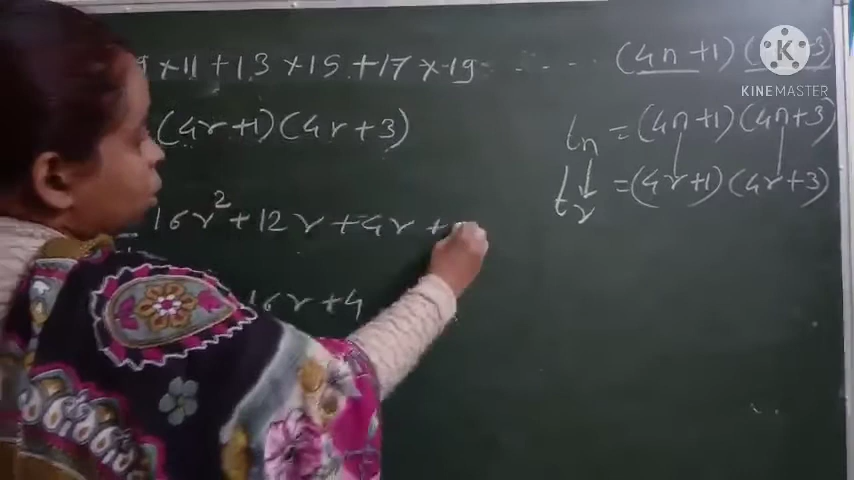 9×11+13×15+17×19..... (4n+1)(4n+3)
K
KINEMASTER
(4r+1)(4r+3)
tn = (4n+1)(4n+3)
tr = (4r+1)(4r+3)
= 16r²+12r+4r+
16r+4